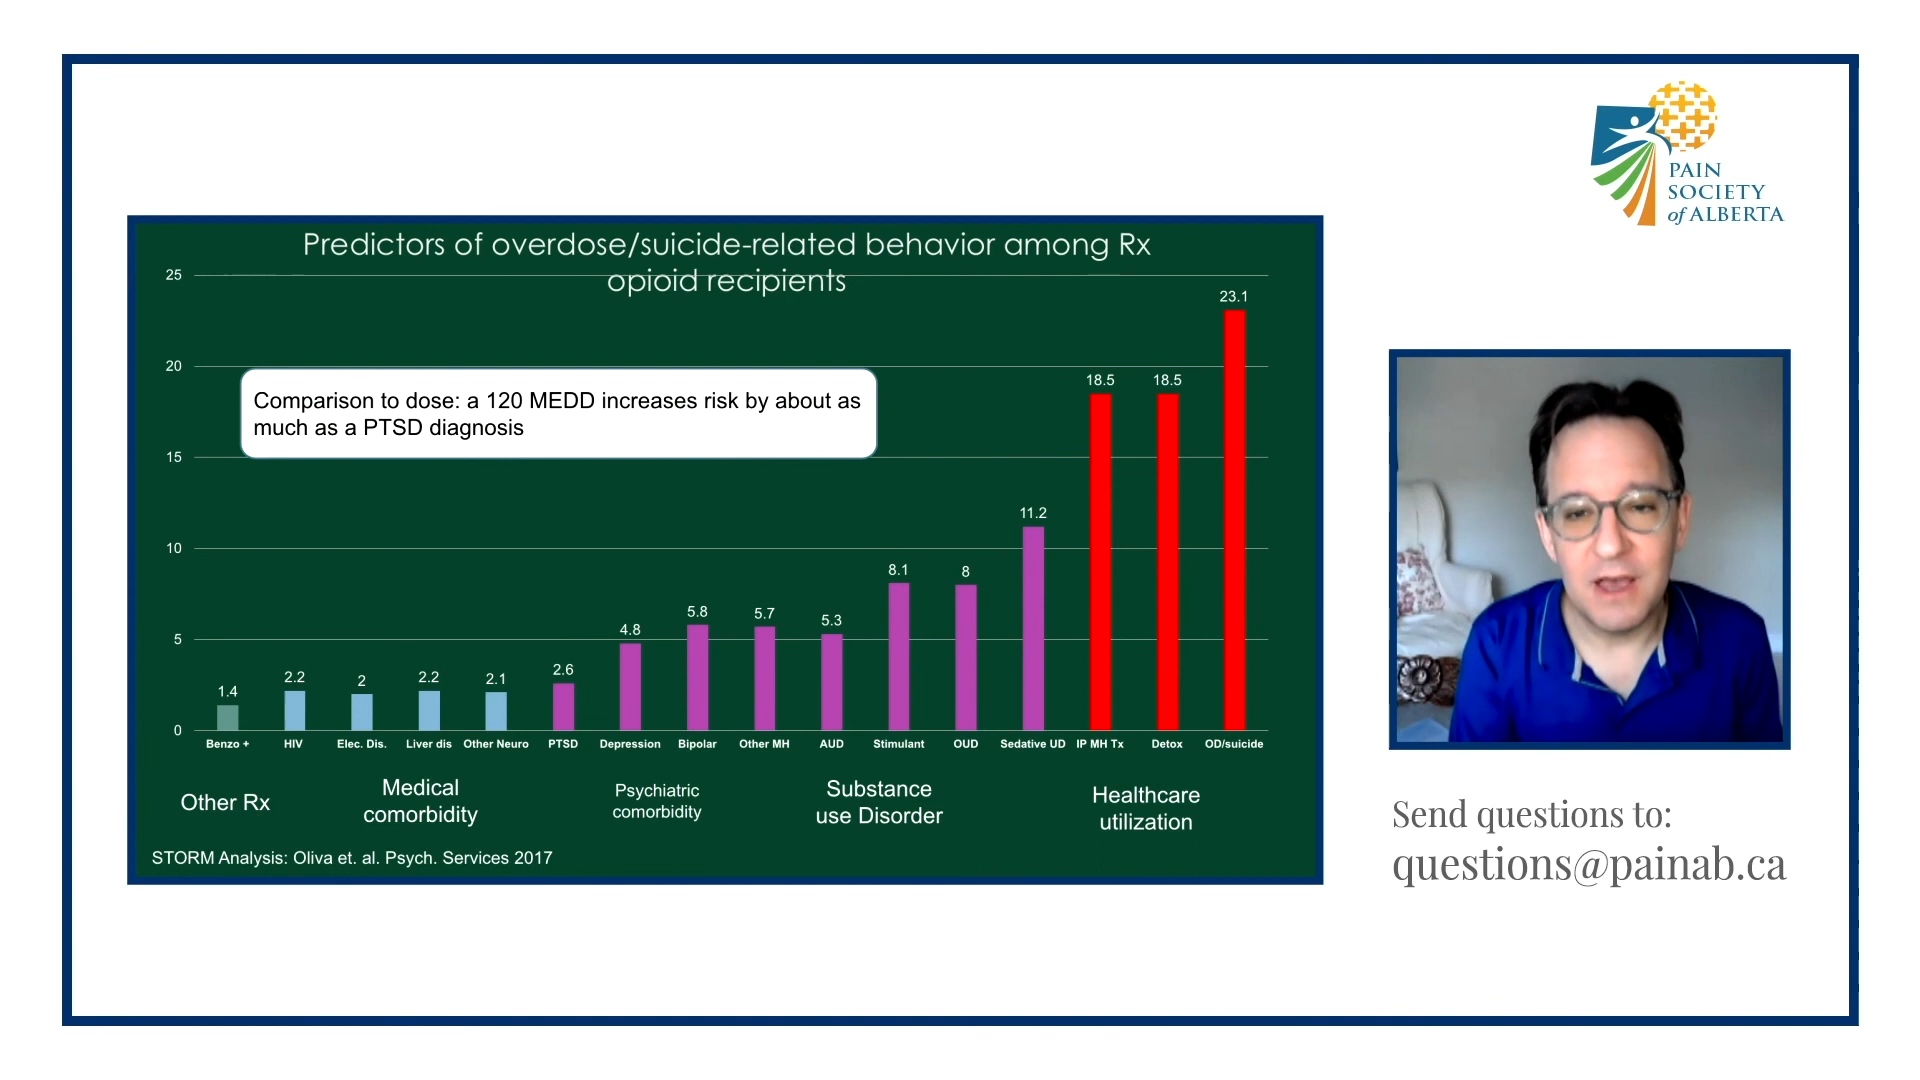 PAIN
SOCIETY
of ALBERTA
Predictors of overdose/suicide-related behavior among Rx
opioid recipients
25
20
15
10
5
0
Comparison to dose: a 120 MEDD increases risk by about as
much as a PTSD diagnosis
1.4
2.2
2
2.2
2.1
2.6
4.8
5.8
5.7
5.3
8.1
8
11.2
18.5
18.5
23.1
Benzo + HIV Elec. Dis. Liver dis Other Neuro PTSD Depression Bipolar Other MH AUD Stimulant OUD Sedative UD IP MH Tx Detox OD/suicide
Other Rx
Medical
comorbidity
Psychiatric
comorbidity
Substance
use Disorder
Healthcare
utilization
STORM Analysis: Oliva et. al. Psych. Services 2017
Send questions to:
questions@painab.ca